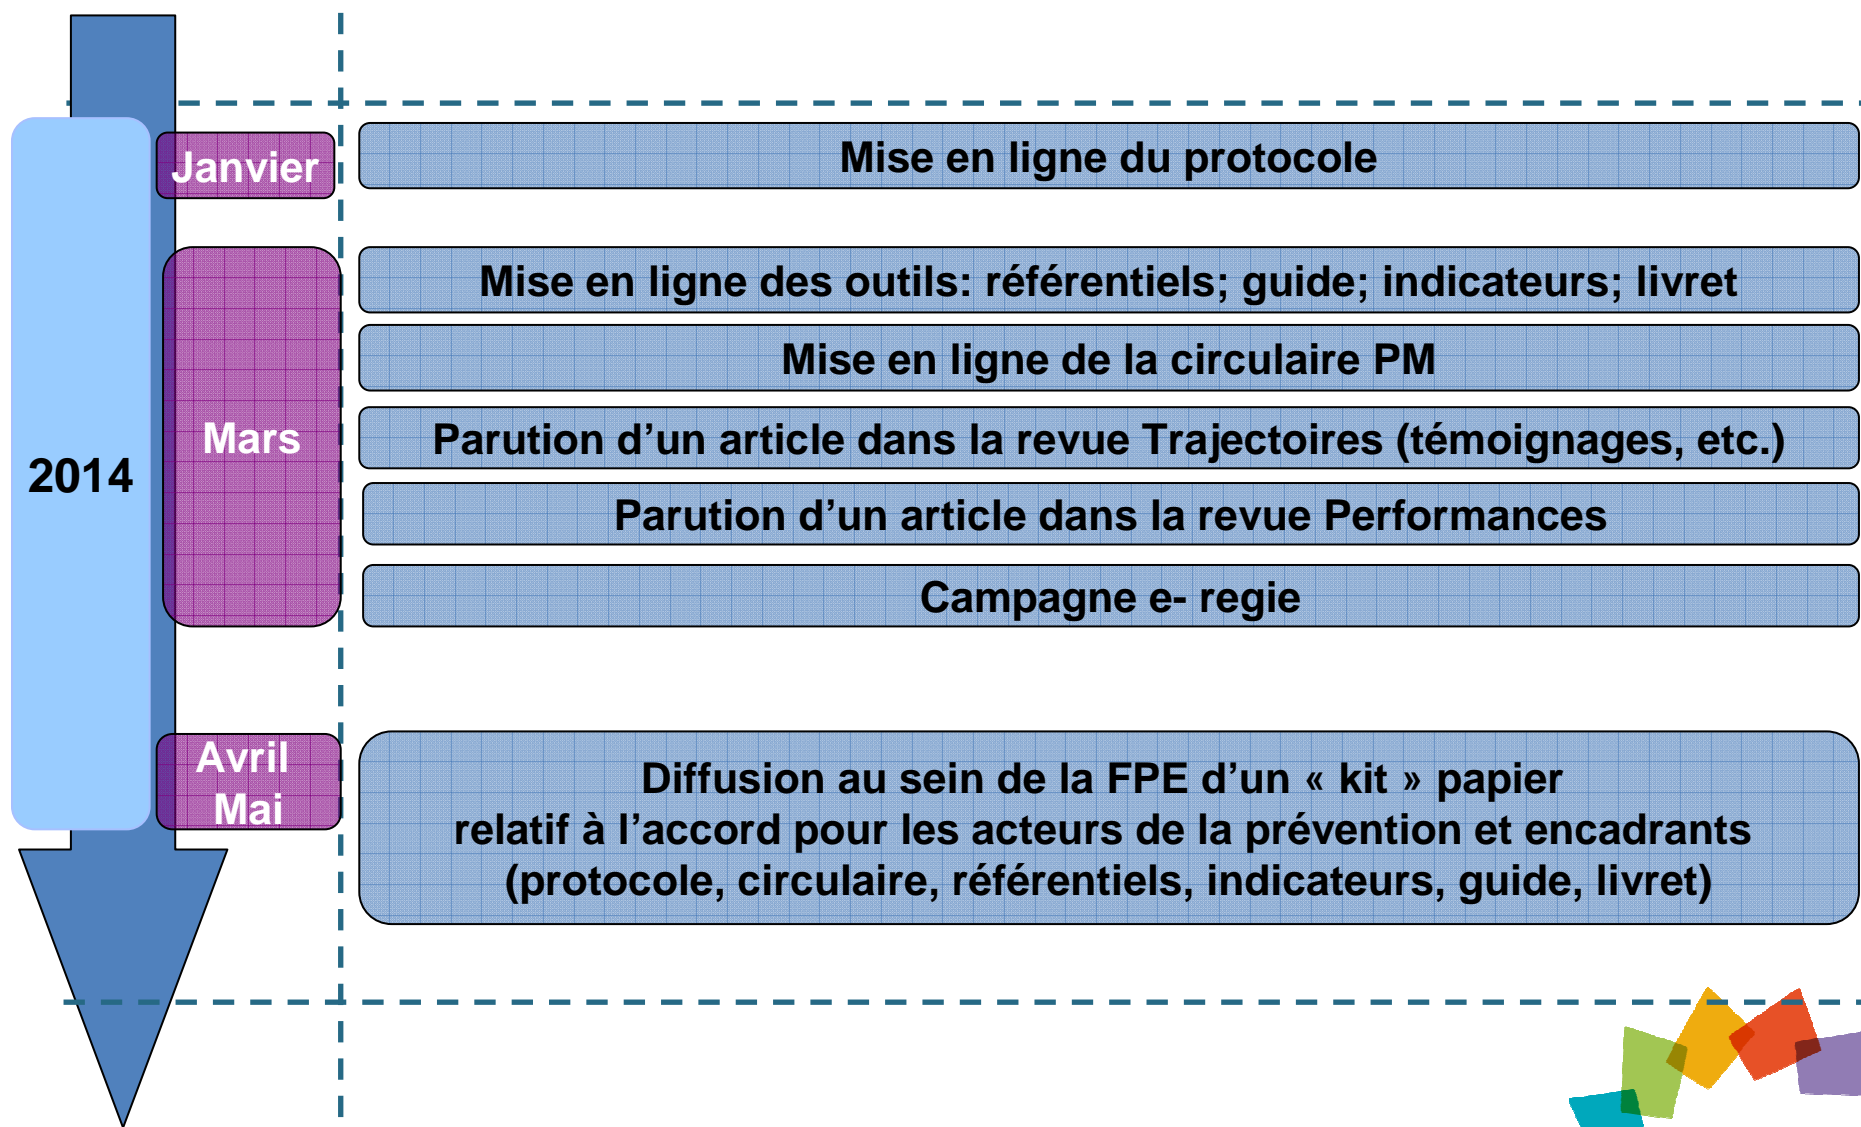 2014
Janvier
Mise en ligne du protocole
Mars
Mise en ligne des outils: référentiels; guide; indicateurs; livret
Mise en ligne de la circulaire PM
Parution d’un article dans la revue Trajectoires (témoignages, etc.)
Parution d’un article dans la revue Performances
Campagne e- regie
Avril
Mai
Diffusion au sein de la FPE d’un « kit » papier
relatif à l’accord pour les acteurs de la prévention et encadrants
(protocole, circulaire, référentiels, indicateurs, guide, livret)